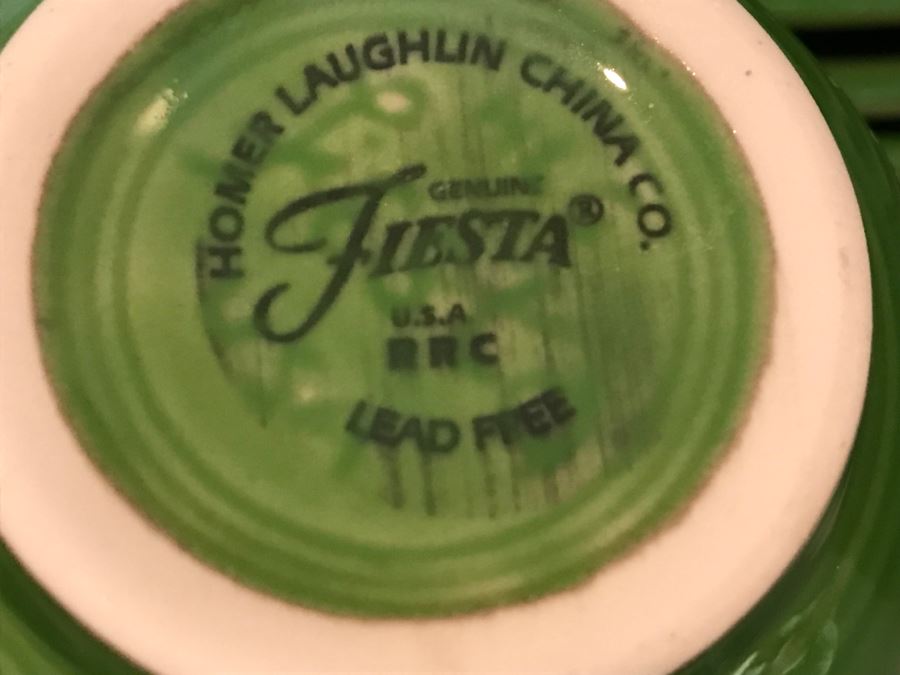 HOMER LAUGHLIN CHINA CO.
GENUINE
FIESTA®
U.S.A
LEAD FREE